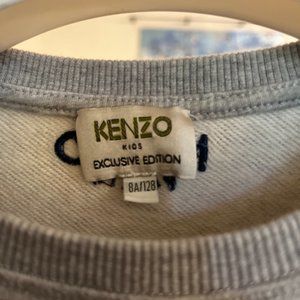 KENZO
KIDS
EXCLUSIVE EDITION
8A/128